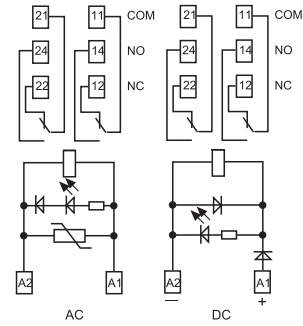 21 11 COM 21 11 COM
24 14 NO 24 14 NO
22 12 NC 22 12 NC
A2 A1 A2 A1
— +
AC DC